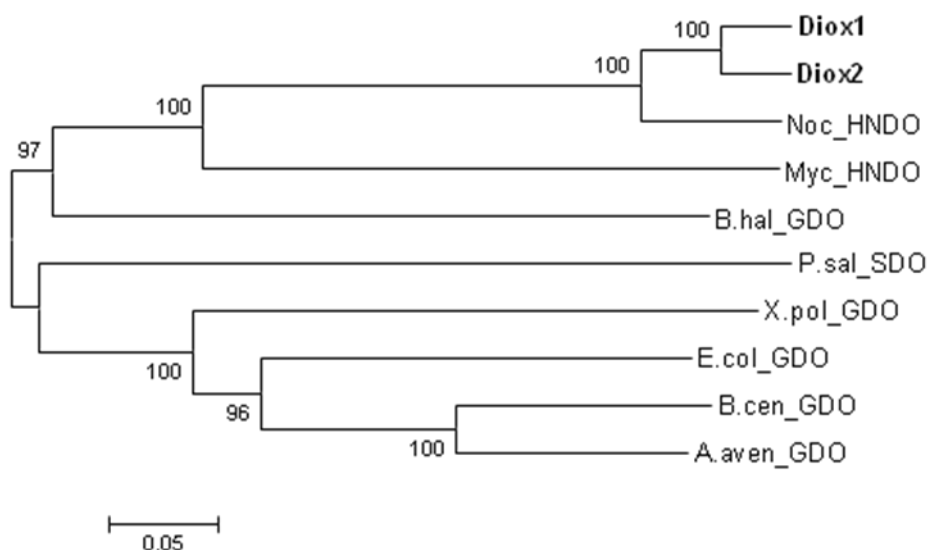 100 Diox1
100 Diox2
100 Noc_HNDO
97 Myc_HNDO
B.hal_GDO
P.sal_SDO
X.pol_GDO
100 E.col_GDO
96 B.cen_GDO
100 A.aven_GDO
0.05